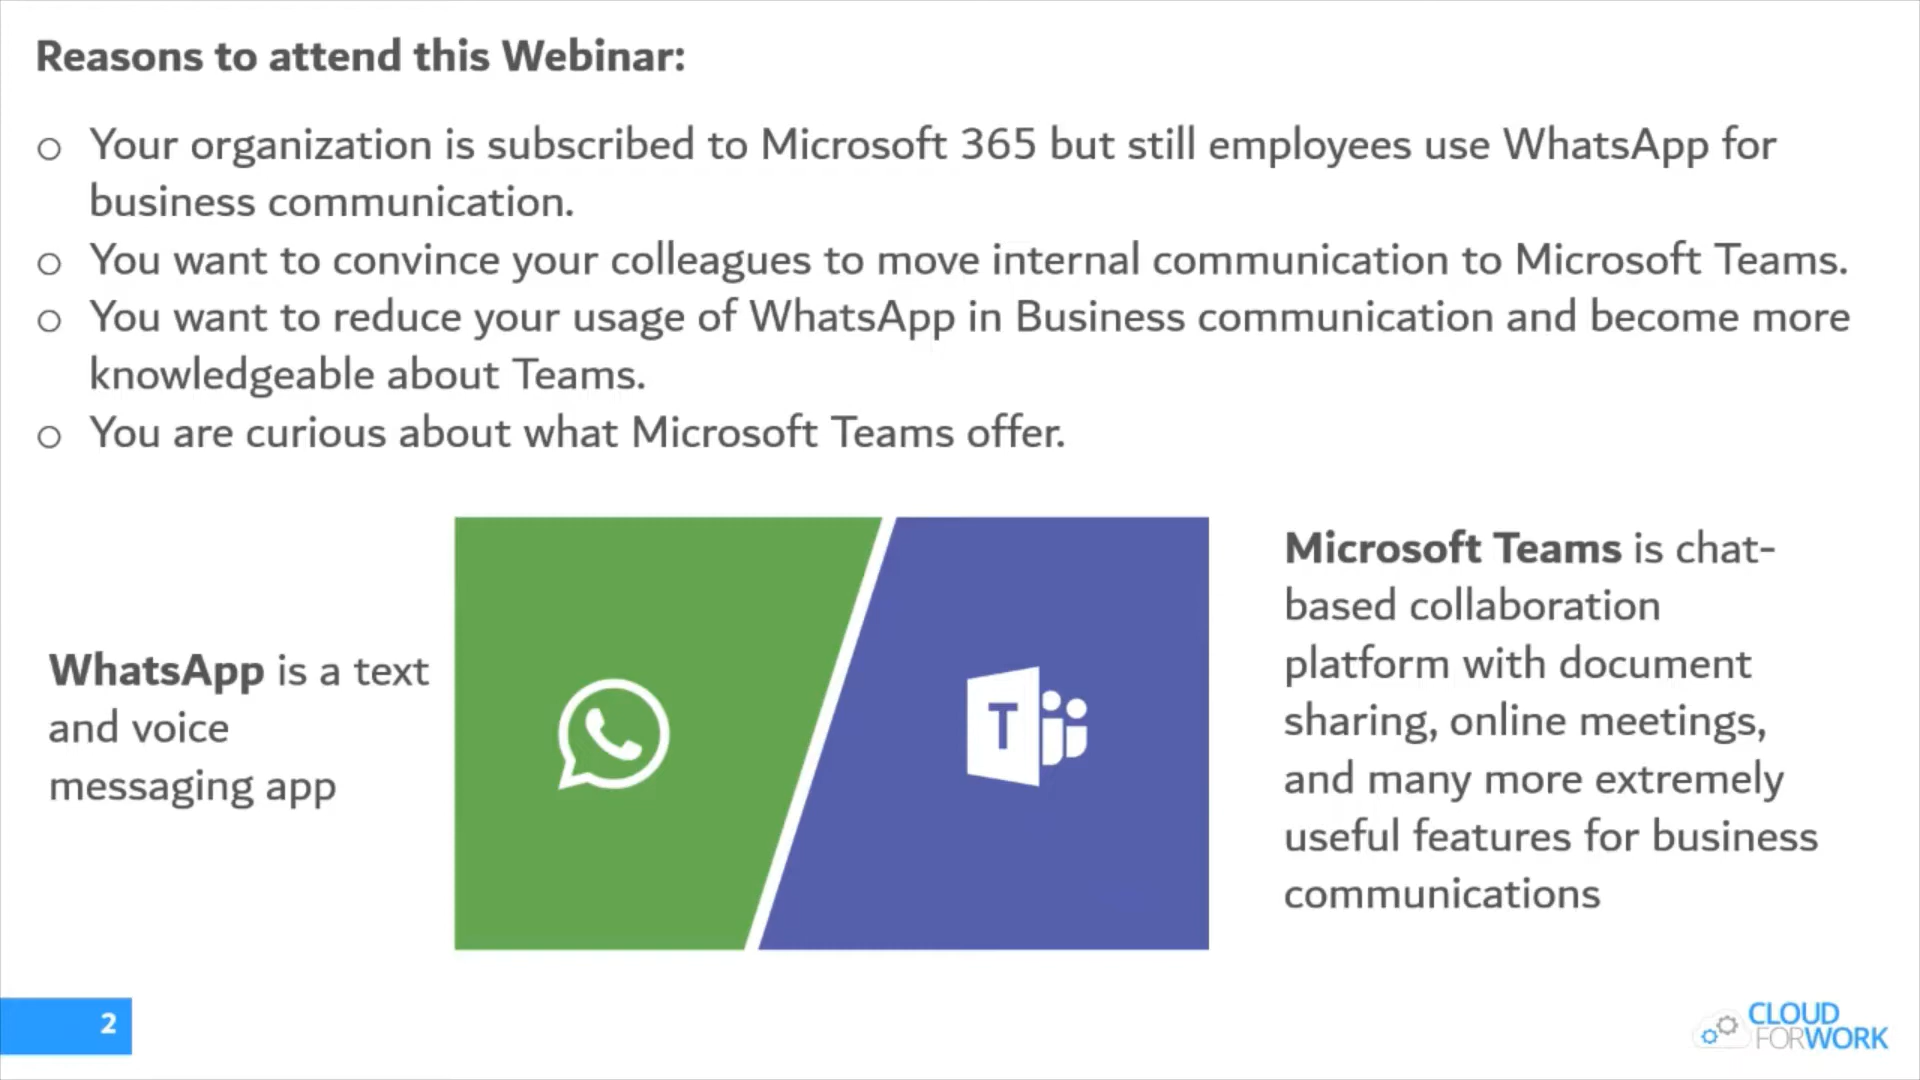 Reasons to attend this Webinar:
○ Your organization is subscribed to Microsoft 365 but still employees use WhatsApp for
business communication.
○ You want to convince your colleagues to move internal communication to Microsoft Teams.
○ You want to reduce your usage of WhatsApp in Business communication and become more
knowledgeable about Teams.
○ You are curious about what Microsoft Teams offer.
WhatsApp is a text
and voice
messaging app
T
Microsoft Teams is chat-
based collaboration
platform with document
sharing, online meetings,
and many more extremely
useful features for business
communications
2
CLOUD
FORWORK